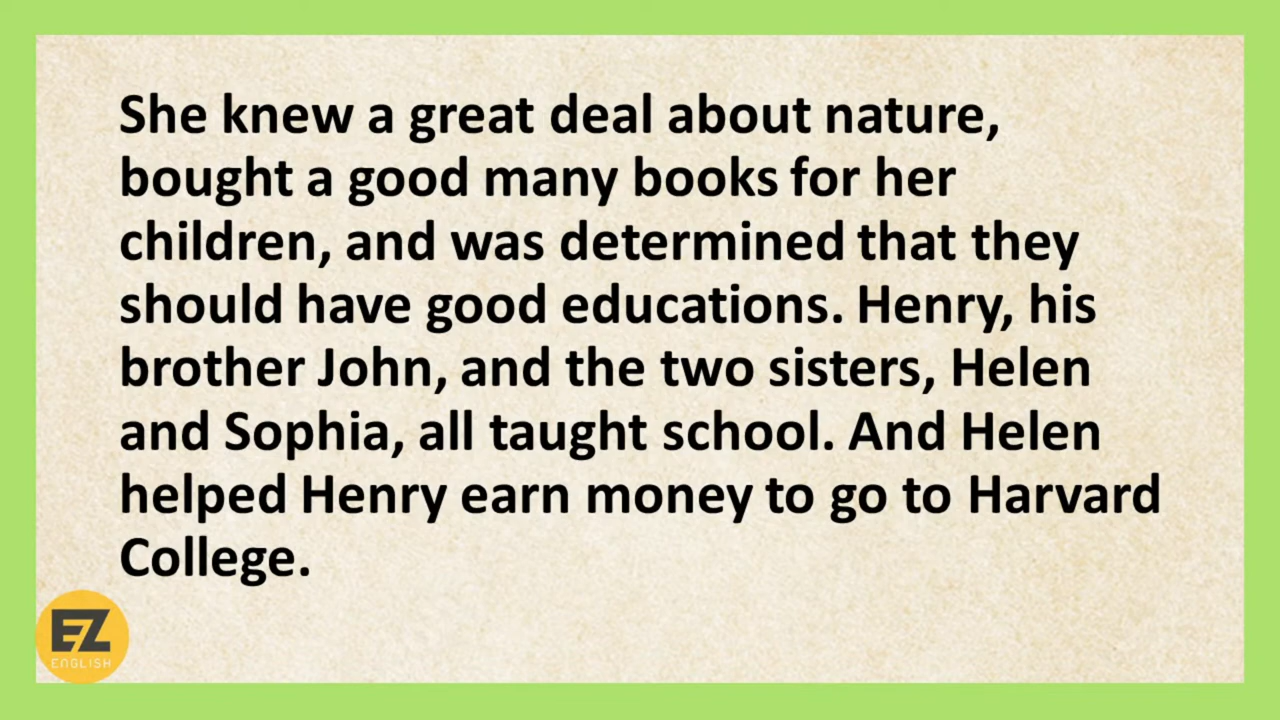 She knew a great deal about nature,
bought a good many books for her
children, and was determined that they
should have good educations. Henry, his
brother John, and the two sisters, Helen
and Sophia, all taught school. And Helen
helped Henry earn money to go to Harvard
College.
EZ
ENGLISH